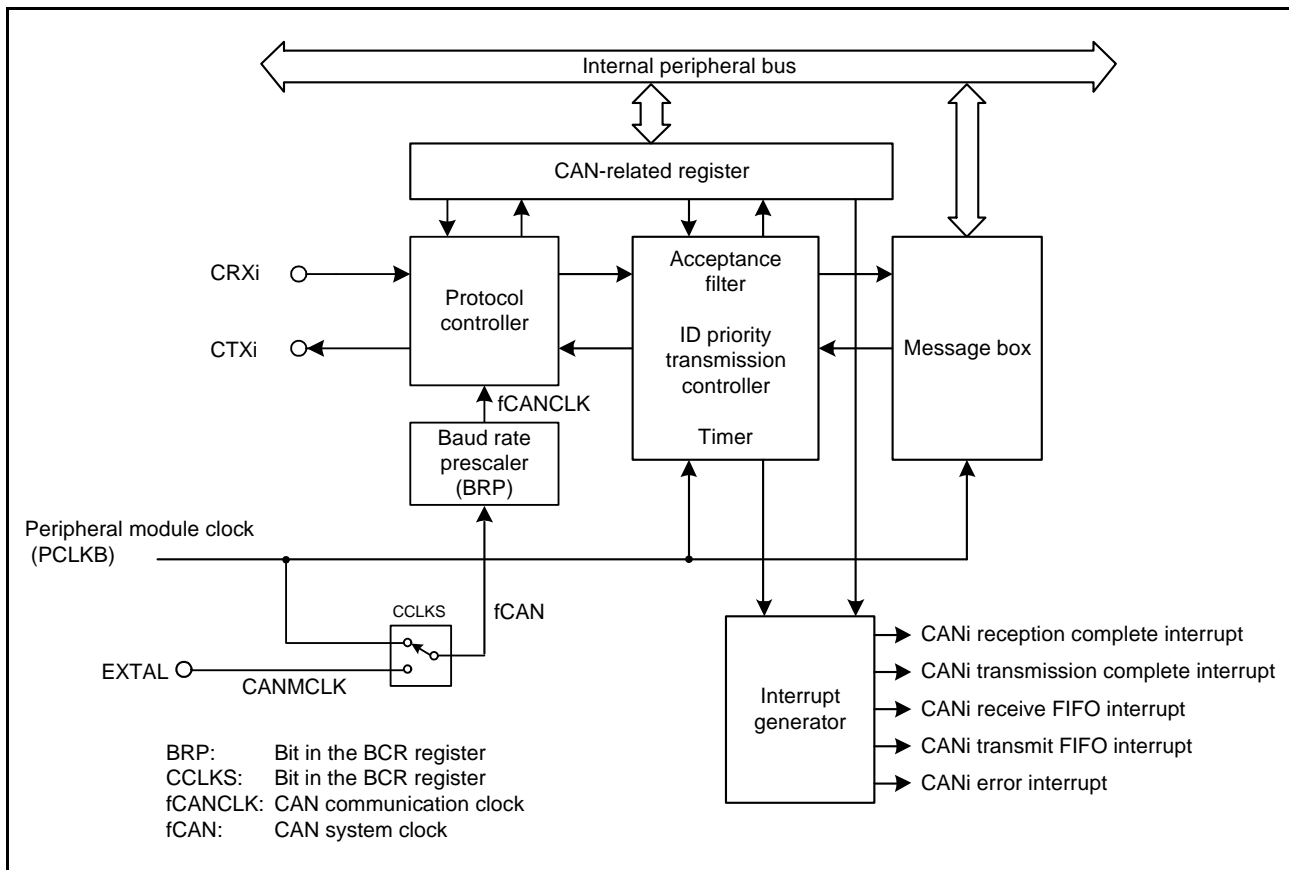 Internal peripheral bus
CAN-related register
CRXi
CTXi
Protocol
controller
Acceptance
filter
ID priority
transmission
controller
Timer
Message box
fCANCLK
Baud rate
prescaler
(BRP)
Peripheral module clock
(PCLKB)
CCLKS
fCAN
EXTAL
CANMCLK
Interrupt
generator
CANi reception complete interrupt
CANi transmission complete interrupt
CANi receive FIFO interrupt
CANi transmit FIFO interrupt
CANi error interrupt
BRP: Bit in the BCR register
CCLKS: Bit in the BCR register
fCANCLK: CAN communication clock
fCAN: CAN system clock